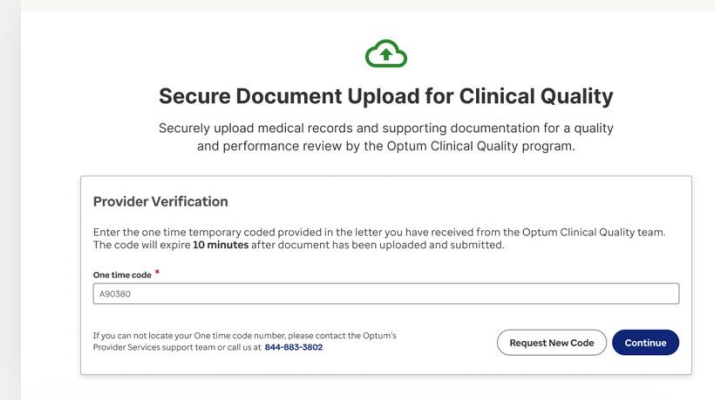 Secure Document Upload for Clinical Quality
Securely upload medical records and supporting documentation for a quality
and performance review by the Optum Clinical Quality program.
Provider Verification
Enter the one time temporary coded provided in the letter you have received from the Optum Clinical Quality team.
The code will expire 10 minutes after document has been uploaded and submitted.
One time code *
A90380
If you can not locate your One time code number, please contact the Optum's
Provider Services support team or call us at 844-883-3802
Request New Code
Continue